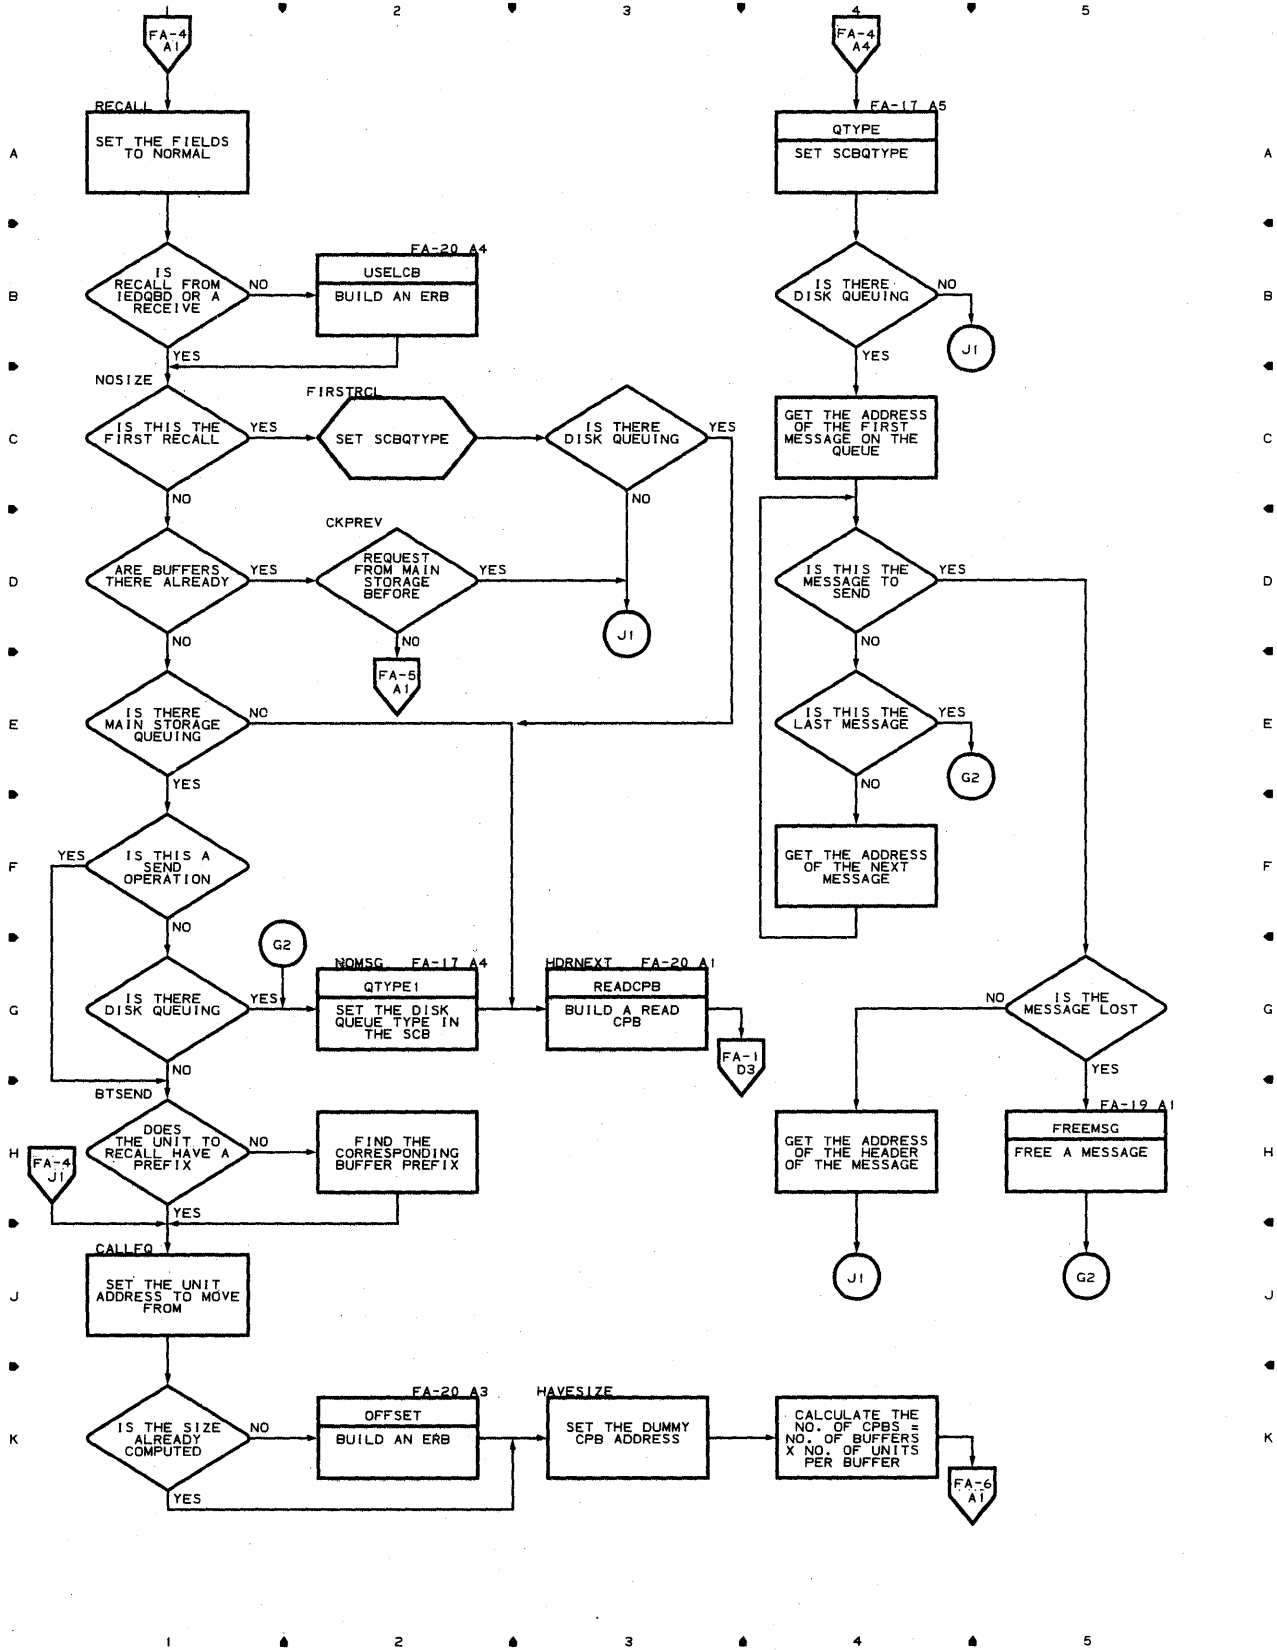 1 2 3 4 5
FA-4
A1
FA-4
A4
RECALL
SET THE FIELDS
TO NORMAL
FA-17 A5
QTYPE
SET SCBQTYPE
A A
IS
RECALL FROM
IEDQBD OR A
RECEIVE
NO
YES
FA-20 A4
USELCB
BUILD AN ERB
IS THERE
DISK QUEUING
NO
J1
YES
B B
NOSIZE
IS THIS THE
FIRST RECALL
YES
NO
FIRSTRCL
SET SCBQTYPE
IS THERE
DISK QUEUING
YES
NO
GET THE ADDRESS
OF THE FIRST
MESSAGE ON THE
QUEUE
C C
ARE BUFFERS
THERE ALREADY
YES
NO
CKPREV
REQUEST
FROM MAIN
STORAGE
BEFORE
YES
NO
J1
FA-5
A1
IS THIS THE
MESSAGE TO
SEND
YES
NO
D D
IS THERE
MAIN STORAGE
QUEUING
NO
YES
IS THIS THE
LAST MESSAGE
YES
G2
NO
E E
IS THIS A
SEND
OPERATION
YES
NO
GET THE ADDRESS
OF THE NEXT
MESSAGE
F F
G2
IS THERE
DISK QUEUING
YES
NO
NOMSG FA-17 A4
QTYPE1
SET THE DISK
QUEUE TYPE IN
THE SCB
HDRNEXT FA-20 A1
READCPB
BUILD A READ
CPB
FA-1
D3
IS THE
MESSAGE LOST
NO
YES
G G
BTSEND
DOES
THE UNIT TO
RECALL HAVE A
PREFIX
NO
YES
FA-4
J1
FIND THE
CORRESPONDING
BUFFER PREFIX
GET THE ADDRESS
OF THE HEADER
OF THE MESSAGE
FA-19 A1
FREEMSG
FREE A MESSAGE
H H
CALLFQ
SET THE UNIT
ADDRESS TO MOVE
FROM
J1
G2
J J
IS THE SIZE
ALREADY
COMPUTED
NO
YES
FA-20 A3
OFFSET
BUILD AN ERB
HAVESIZE
SET THE DUMMY
CPB ADDRESS
CALCULATE THE
NO. OF CPBS =
NO. OF BUFFERS
X NO. OF UNITS
PER BUFFER
FA-6
A1
K K
1 2 3 4 5